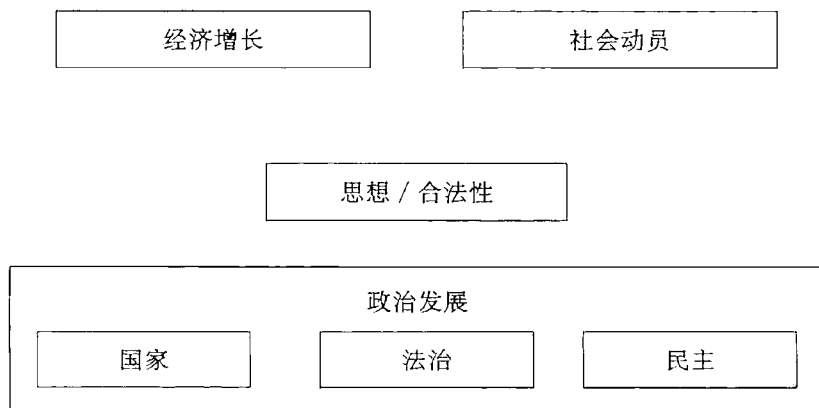 经济增长
社会动员
思想 / 合法性
政治发展
国家
法治
民主